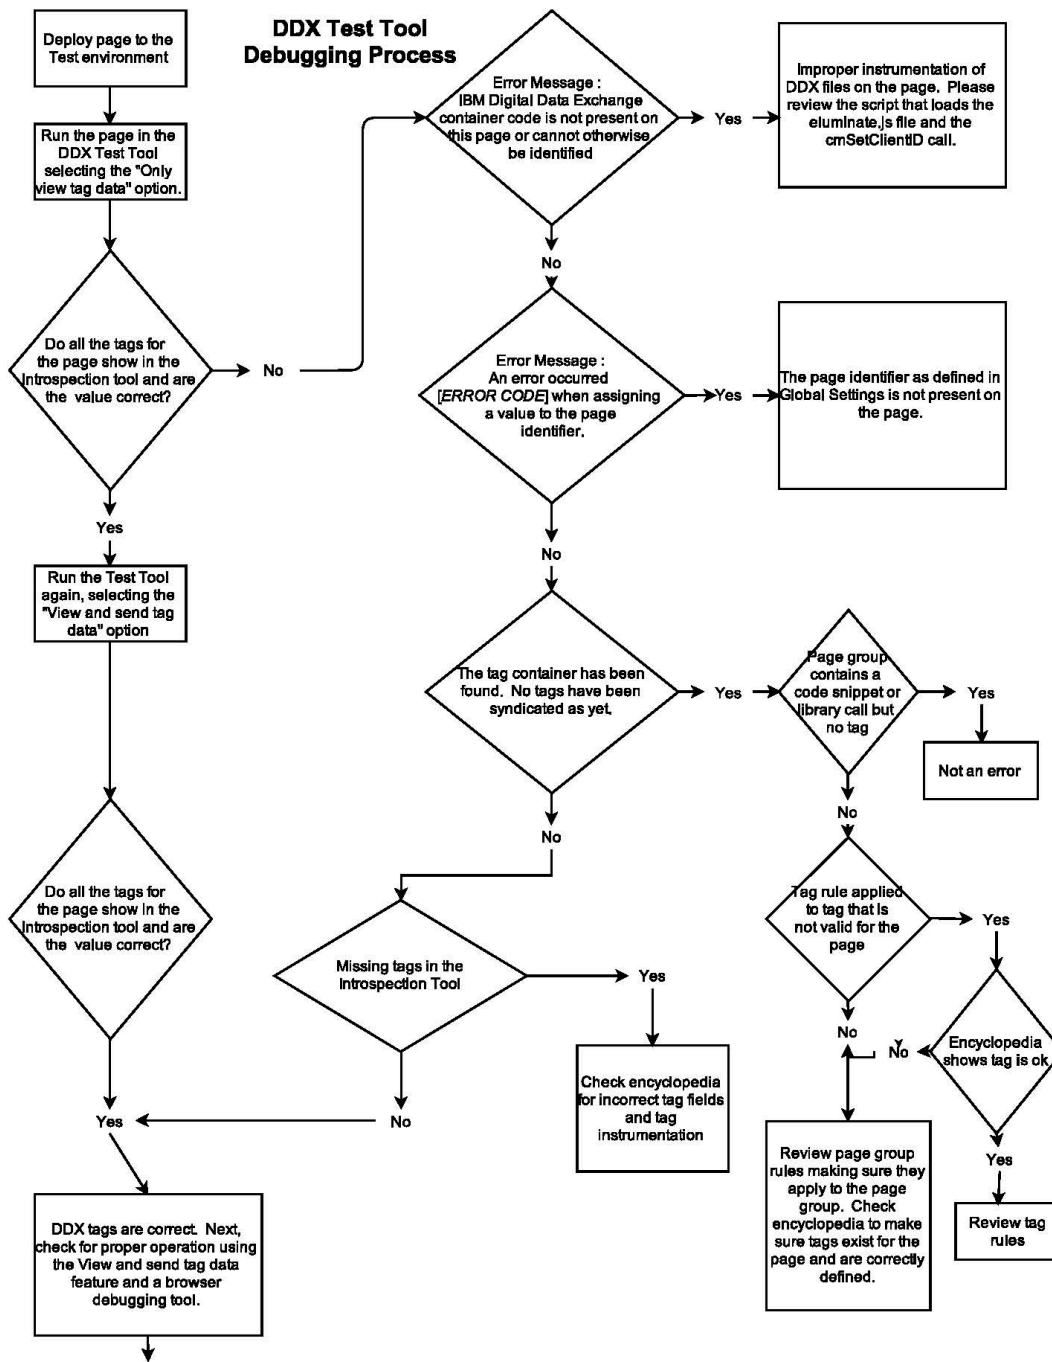 DDX Test Tool
Debugging Process
Deploy page to the
Test environment
Run the page in the
DDX Test Tool
selecting the "Only
view tag data" option.
Do all the tags for
the page show in the
Introspection tool and are
the value correct?
No
Yes
Run the Test Tool
again, selecting the
"View and send tag
data" option
Do all the tags for
the page show in the
Introspection tool and are
the value correct?
Yes
DDX tags are correct. Next,
check for proper operation using
the View and send tag data
feature and a browser
debugging tool.
Error Message :
IBM Digital Data Exchange
container code is not present on
this page or cannot otherwise
be identified
Yes
Improper instrumentation of
DDX files on the page. Please
review the script that loads the
eluminate.js file and the
cmSetClientID call.
No
Error Message :
An error occurred
[ERROR CODE] when assigning
a value to the page
identifier.
Yes
The page identifier as defined in
Global Settings is not present on
the page.
No
The tag container has been
found. No tags have been
syndicated as yet.
Yes
Page group
contains a
code snippet or
library call but
no tag
Yes
Not an error
No
No
Missing tags in the
Introspection Tool
Yes
Check encyclopedia
for incorrect tag fields
and tag
instrumentation
No
Tag rule applied
to tag that is
not valid for the
page
Yes
No
Encyclopedia
shows tag is ok
No
Yes
Review page group
rules making sure they
apply to the page
group. Check
encyclopedia to make
sure tags exist for the
page and are correctly
defined.
Review tag
rules